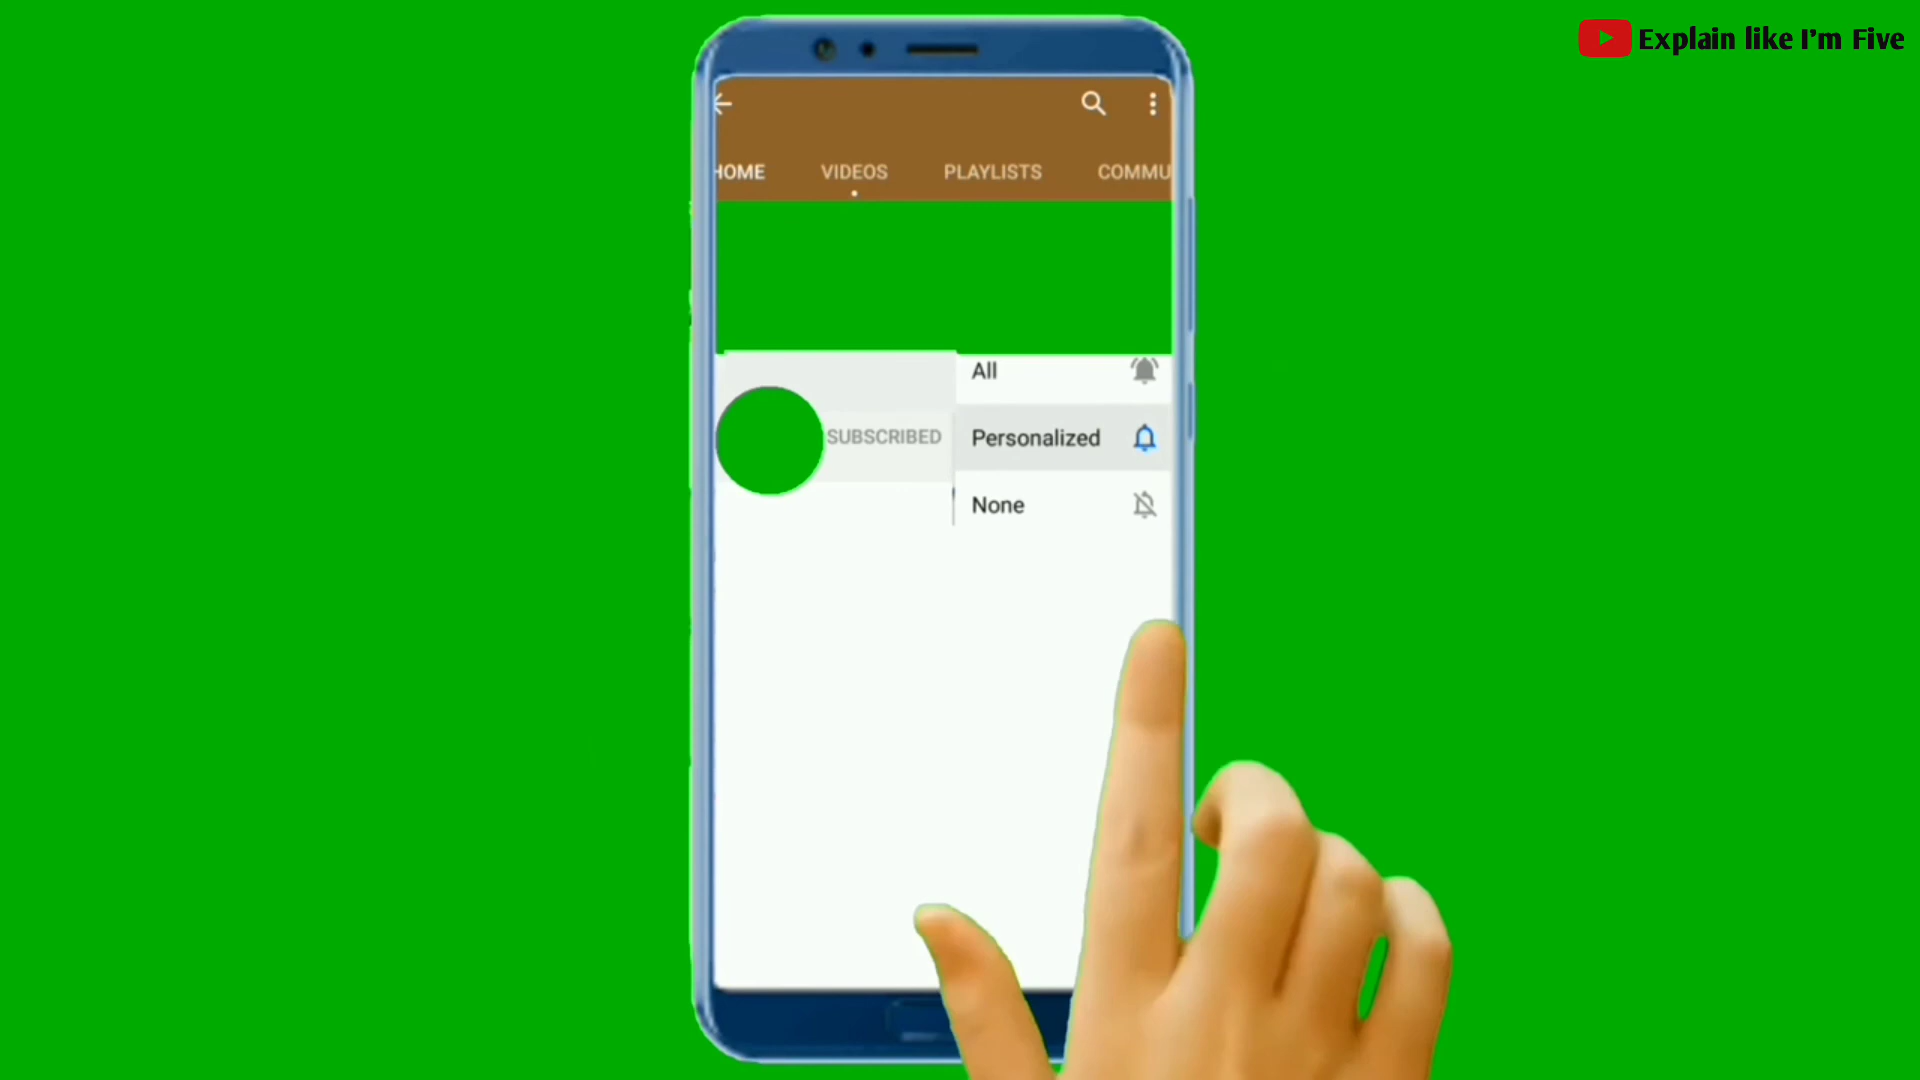 Explain like I'm Five
HOME VIDEOS PLAYLISTS COMMU
All
SUBSCRIBED Personalized
None